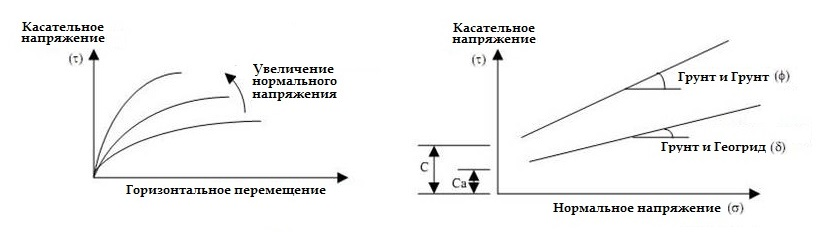 Касательное
напряжение
(τ)
Увеличение
нормального
напряжения
Горизонтальное перемещение
Касательное
напряжение
(τ)
Грунт и Грунт (ϕ)
Грунт и Геогрид (δ)
C
Ca
Нормальное напряжение (σ)